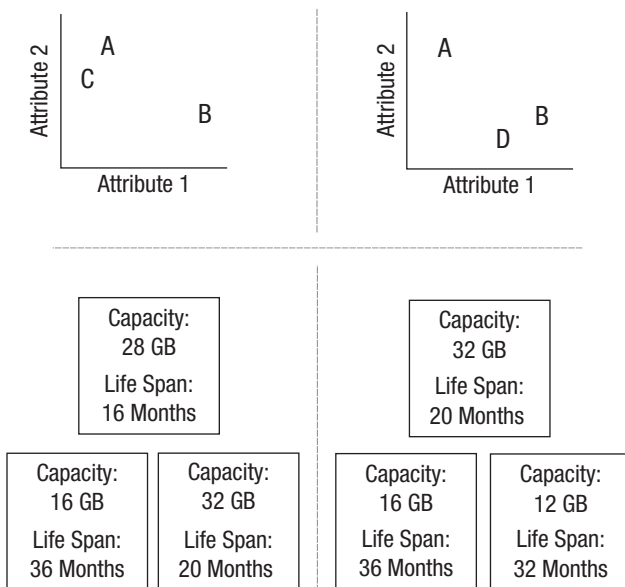 Attribute 2
A
C
B
Attribute 1
Attribute 2
A
B
D
Attribute 1
Capacity:
28 GB
Life Span:
16 Months
Capacity:
16 GB
Life Span:
36 Months
Capacity:
32 GB
Life Span:
20 Months
Capacity:
32 GB
Life Span:
20 Months
Capacity:
16 GB
Life Span:
36 Months
Capacity:
12 GB
Life Span:
32 Months